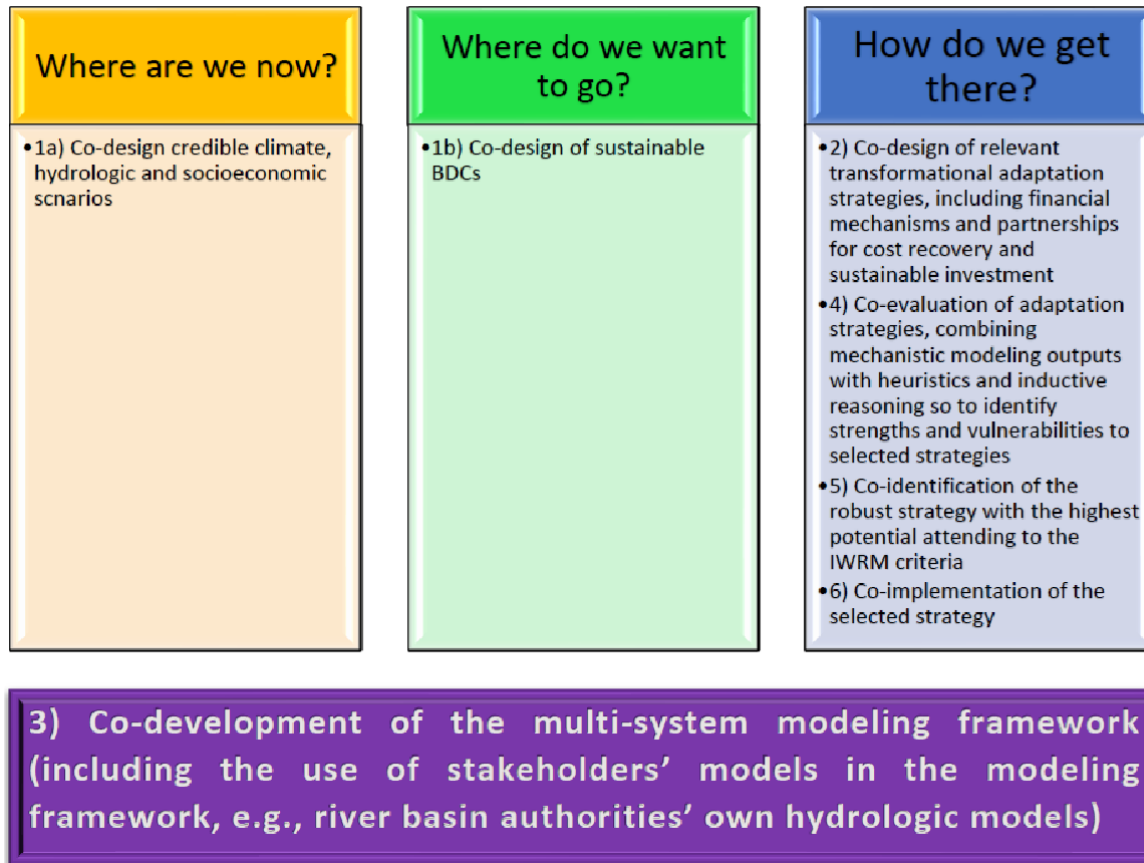 Where are we now?
•1a) Co-design credible climate,
hydrologic and socioeconomic
scnarios
Where do we want
to go?
•1b) Co-design of sustainable
BDCs
How do we get
there?
•2) Co-design of relevant
transformational adaptation
strategies, including financial
mechanisms and partnerships
for cost recovery and
sustainable investment
•4) Co-evaluation of adaptation
strategies, combining
mechanistic modeling outputs
with heuristics and inductive
reasoning so to identify
strengths and vulnerabilities to
selected strategies
•5) Co-identification of the
robust strategy with the highest
potential attending to the
IWRM criteria
•6) Co-implementation of the
selected strategy
3) Co-development of the multi-system modeling framework
(including the use of stakeholders’ models in the modeling
framework, e.g., river basin authorities’ own hydrologic models)